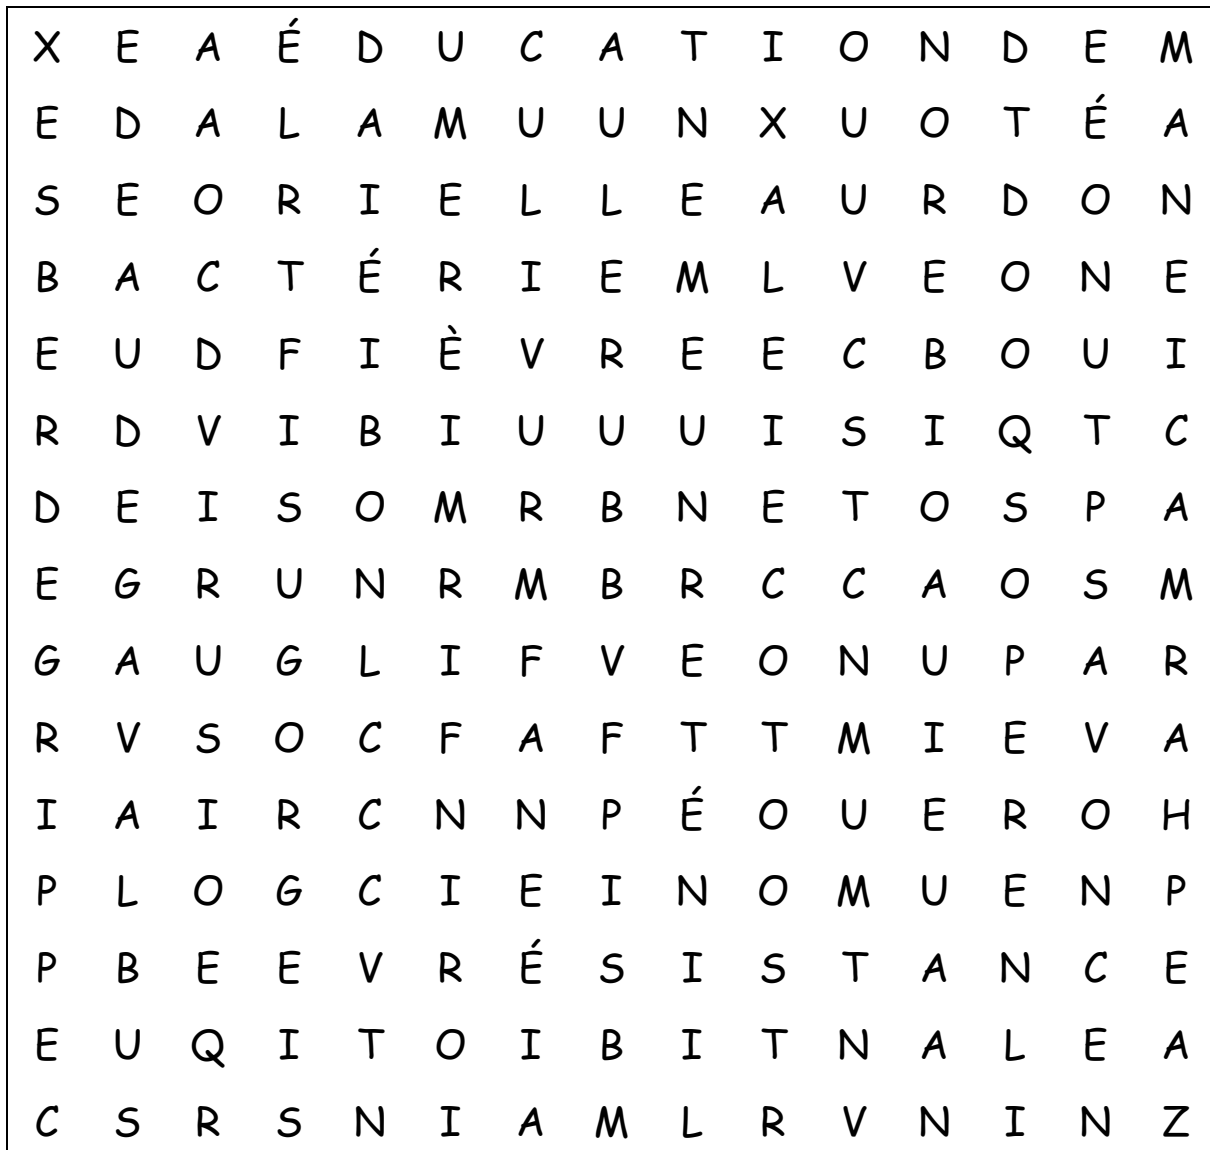 X E A É D U C A T I O N D E M
E D A L A M U U N X U O T É A
S E O R I E L L E A U R D O N
B A C T É R I E M L V E O N E
E U D F I È V R E E C B O U I
R D V I B I U U U I S I Q T C
D E I S O M R B N E T O S P A
E G R U N R M B R C C A O S M
G A U G L I F V E O N U P A R
R V S O C F A F T T M I E V A
I A I R C N N P É O U E R O H
P L O G C I E I N O M U E N P
P B E E V R É S I S T A N C E
E U Q I T O I B I T N A L E A
C S R S N I A M L R V N I N Z